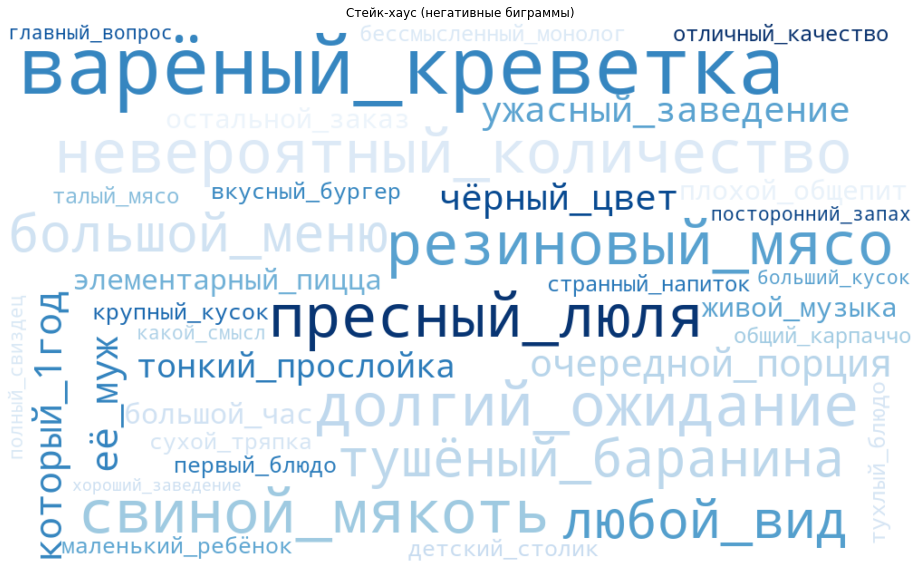 Стейк-хаус (негативные биграммы)
главный_вопрос
бессмысленный_монолог
отличный_качество
варёный_креветка
ужасный_заведение
остальной_заказ
невероятный_количество
талый_мясо
вкусный_бургер
чёрный_цвет
плохой_общепит
посторонний_запах
большой_меню
резиновый_мясо
элементарный_пицца
странный_напиток
больший_кусок
крупный_кусок
пресный_люля
живой_музыка
какой_смысл
общий_карпаччо
полный_свиздец
который_1год
её_муж
тонкий_прослойка
очередной_порция
большой_час
долгий_ожидание
сухой_тряпка
тушёный_баранина
тухлый_блюдо
первый_блюдо
хороший_заведение
свиной_мякоть
любой_вид
маленький_ребёнок
детский_столик